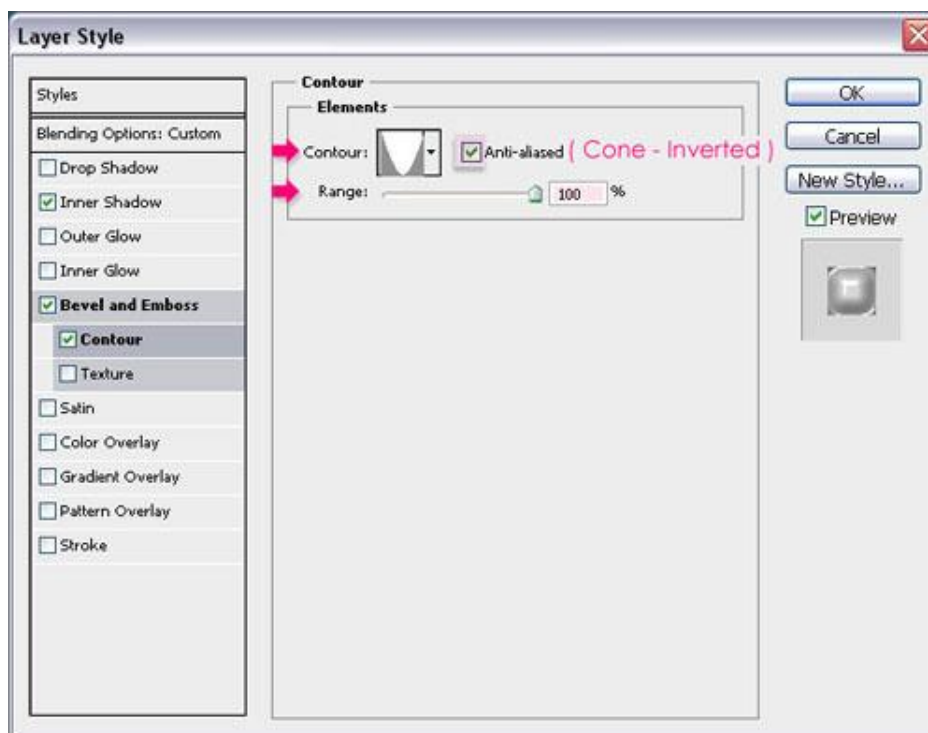 Layer Style
Styles
Blending Options: Custom
Drop Shadow
Inner Shadow
Outer Glow
Inner Glow
Bevel and Emboss
Contour
Texture
Satin
Color Overlay
Gradient Overlay
Pattern Overlay
Stroke
Contour
Elements
Contour: Anti-aliased ( Cone - Inverted )
Range: 100 %
OK
Cancel
New Style...
Preview